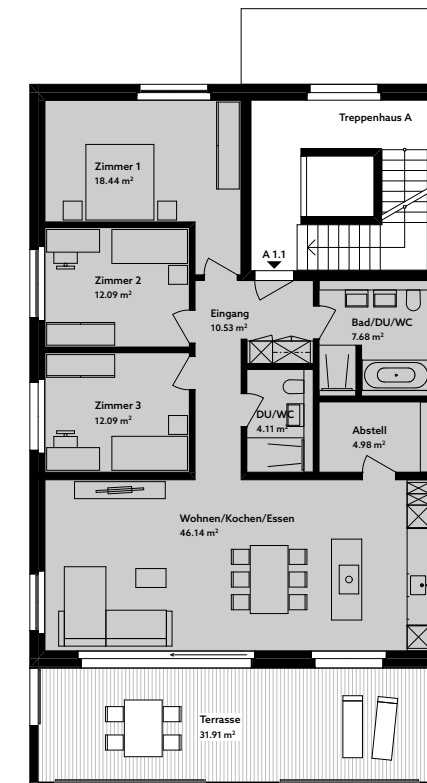 Treppenhaus A
Zimmer 1
18.44 m²
A 1.1
Zimmer 2
12.09 m²
Eingang
10.53 m²
Bad/DU/WC
7.68 m²
Zimmer 3
12.09 m²
DU/WC
4.11 m²
Abstell
4.98 m²
Wohnen/Kochen/Essen
46.14 m²
Terrasse
31.91 m²